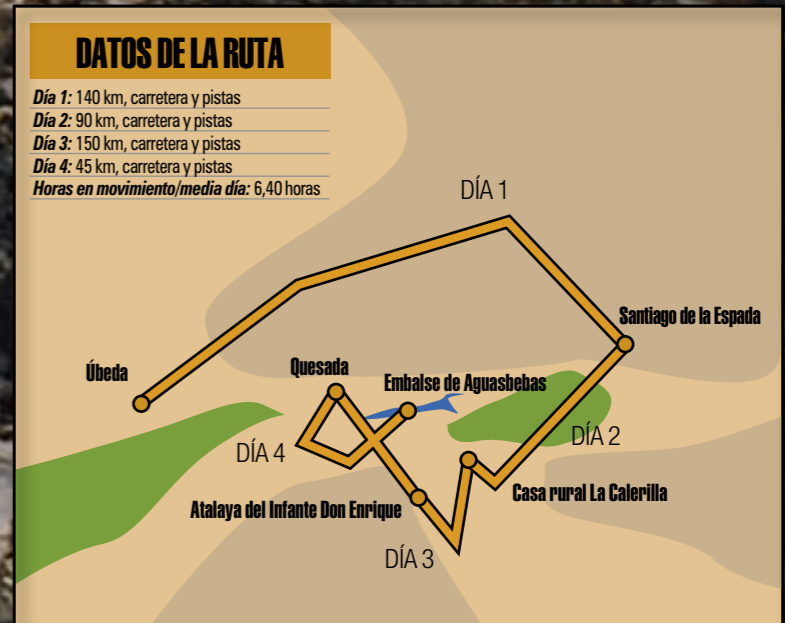 DATOS DE LA RUTA
Día 1: 140 km, carretera y pistas
Día 2: 90 km, carretera y pistas
Día 3: 150 km, carretera y pistas
Día 4: 45 km, carretera y pistas
Horas en movimiento/media día: 6,40 horas
DÍA 1
Santiago de la Espada
Úbeda
Quesada
Embalse de Aguasbebas
DÍA 2
DÍA 4
Casa rural La Calerilla
Atalaya del Infante Don Enrique
DÍA 3